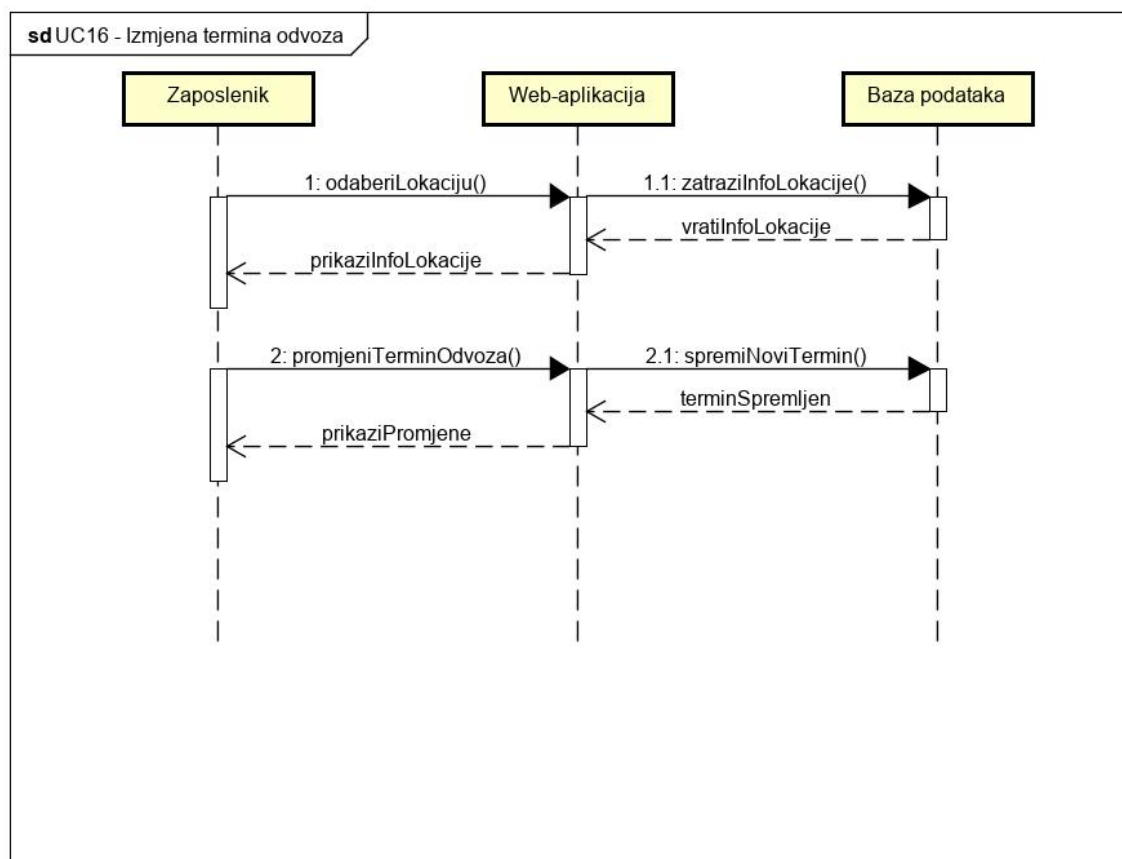 sd UC16 - Izmjena termina odvoza
Zaposlenik
Web-aplikacija
Baza podataka
1: odaberiLokaciju()
1.1: zatraziInfoLokacije()
vratiInfoLokacije
prikaziInfoLokacije
2: promjeniTerminOdvoza()
2.1: spremiNoviTermin()
terminSpremljen
prikaziPromjene